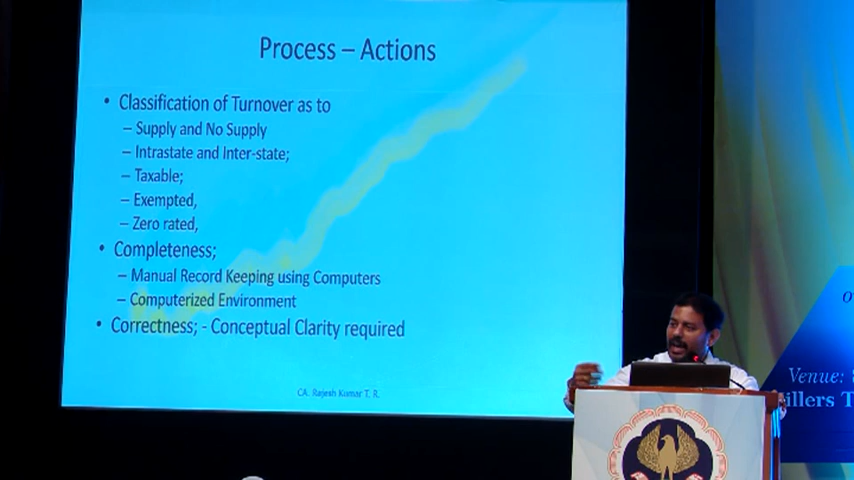 Process – Actions
• Classification of Turnover as to
– Supply and No Supply
– Intrastate and Inter-state;
– Taxable;
– Exempted,
– Zero rated,
• Completeness;
– Manual Record Keeping using Computers
– Computerized Environment
• Correctness; - Conceptual Clarity required
CA. Rajesh Kumar T. R.
Venue: